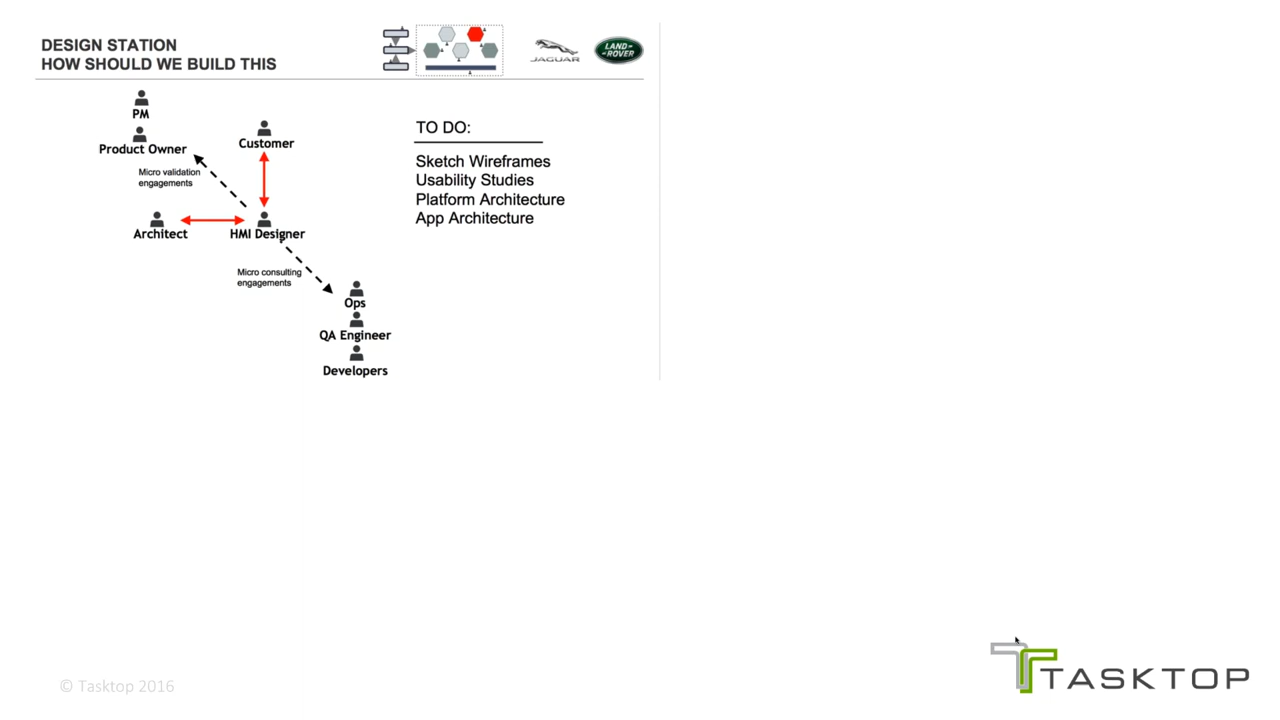 DESIGN STATION
HOW SHOULD WE BUILD THIS
JAGUAR
LAND-
-ROVER
PM
Product Owner
Customer
Micro validation
engagements
Architect
HMI Designer
Micro consulting
engagements
Ops
QA Engineer
Developers
TO DO:
Sketch Wireframes
Usability Studies
Platform Architecture
App Architecture
© Tasktop 2016
TASKTOP